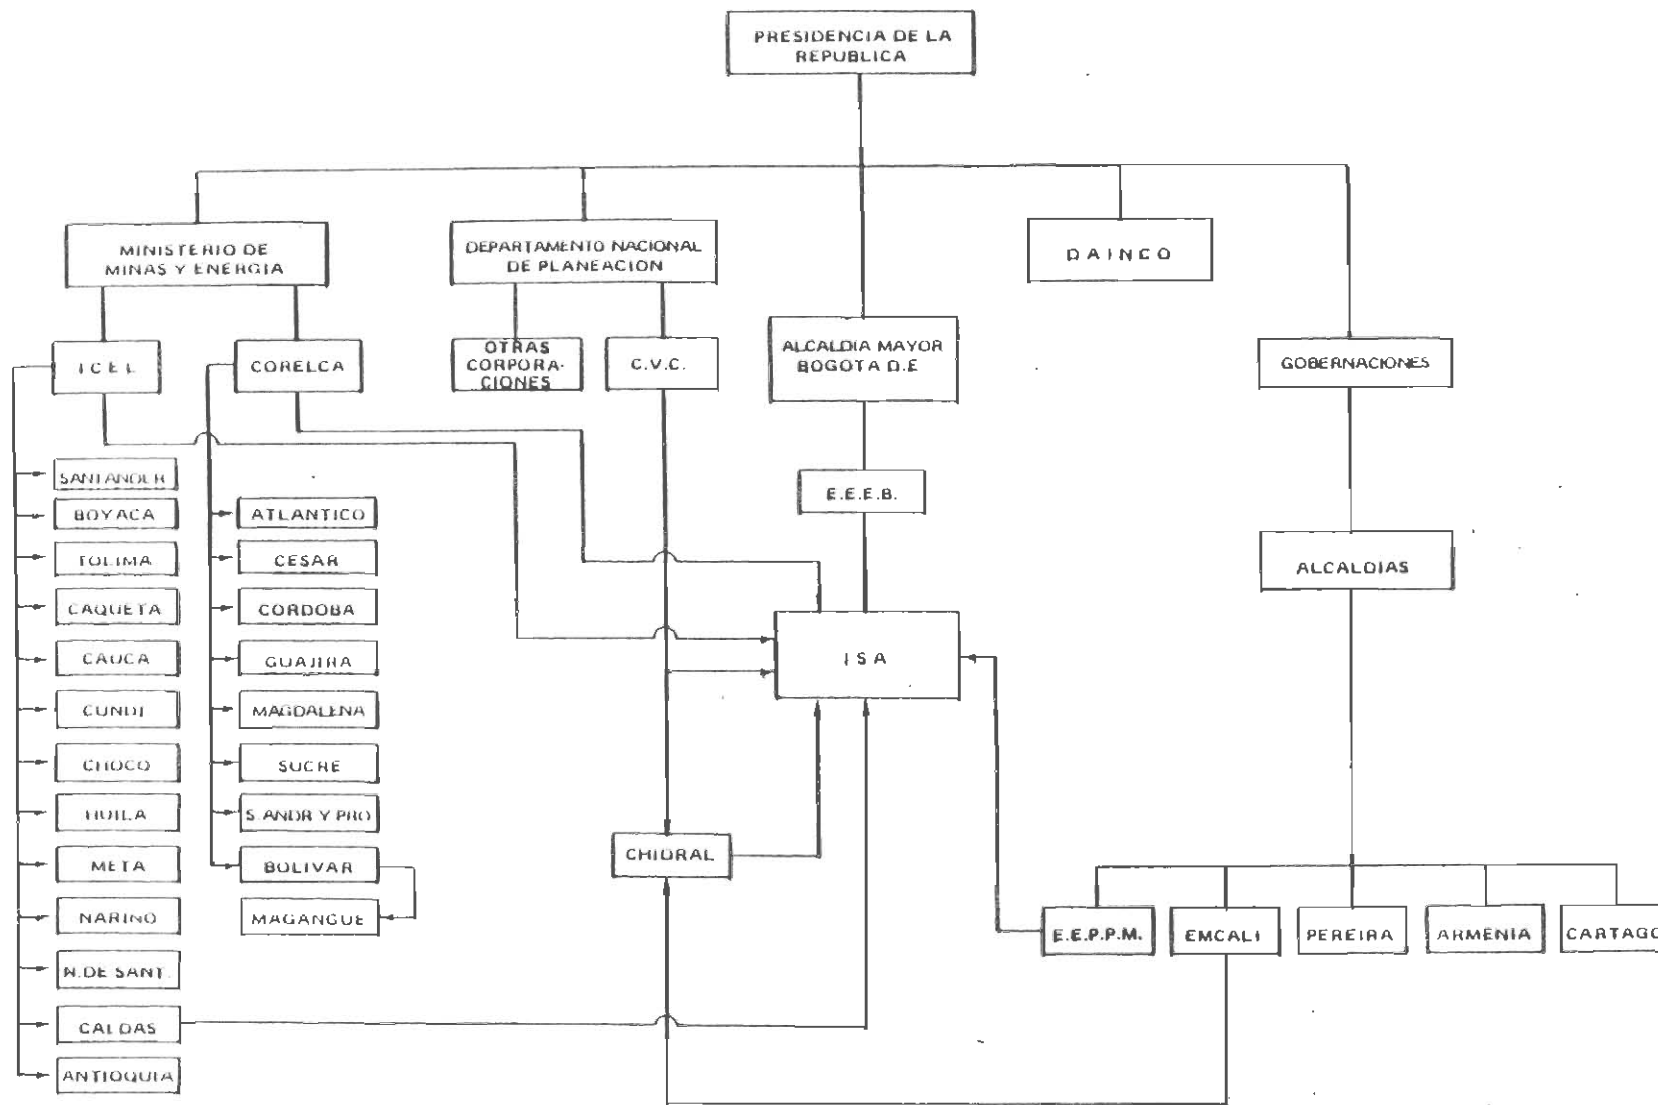 PRESIDENCIA DE LA
REPUBLICA
MINISTERIO DE
MINAS Y ENERGIA
DEPARTAMENTO NACIONAL
DE PLANEACION
DAINCO
ICEL
CORELCA
OTRAS
CORPORA-
CIONES
C.V.C.
ALCALDIA MAYOR
BOGOTA D.E
GOBERNACIONES
SANTANDER
BOYACA
TOLIMA
CAQUETA
CAUCA
CUNDI
CHOCO
HUILA
META
NARINO
N.DE SANT.
CALDAS
ANTIOQUIA
ATLANTICO
CESAR
CORDOBA
GUAJIRA
MAGDALENA
SUCRE
S.ANDR Y PRO
BOLIVAR
MAGANGUE
E.E.E.B.
ISA
CHIDRAL
ALCALDIAS
E.E.P.P.M.
EMCALI
PEREIRA
ARMENIA
CARTAGO